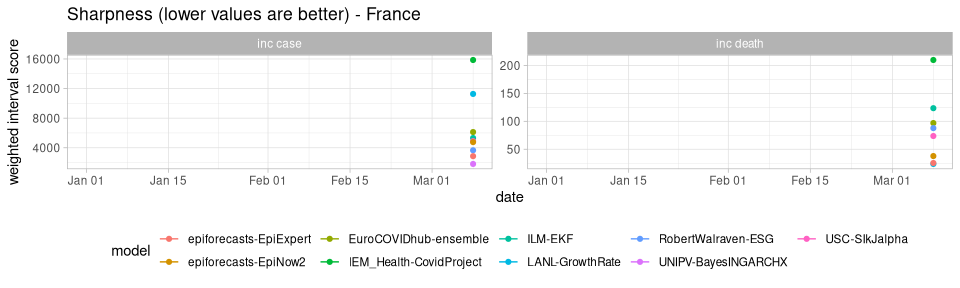 Sharpness (lower values are better) - France
inc case
inc death
weighted interval score
16000
12000
8000
4000
200
150
100
50
Jan 01 Jan 15 Feb 01 Feb 15 Mar 01
Jan 01 Jan 15 Feb 01 Feb 15 Mar 01
date
model
epiforecasts-EpiExpert EuroCOVIDhub-ensemble ILM-EKF RobertWalraven-ESG USC-SIkJalpha
epiforecasts-EpiNow2 IEM_Health-CovidProject LANL-GrowthRate UNIPV-BayesINGARCHX